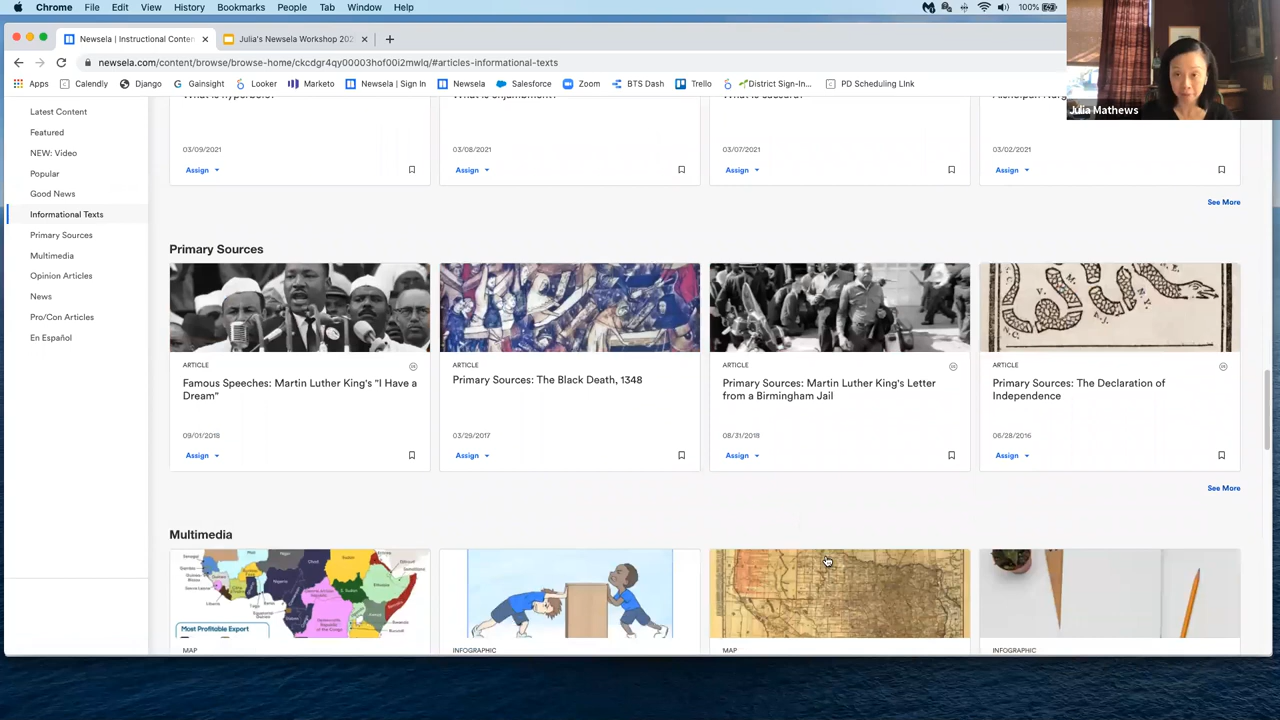 Chrome File Edit View History Bookmarks People Tab Window Help 100%
Newsela | Instructional Conten
Julia's Newsela Workshop 202
newsela.com/content/browse/browse-home/ckcdgr4qy00003hof00i2mwlq/#articles-informational-texts
Apps Calendly Django Gainsight Looker Marketo Newsela | Sign In Newsela Salesforce Zoom BTS Dash Trello District Sign-In... PD Scheduling LInk
Julia Mathews
Latest Content
Featured
NEW: Video
Popular
Good News
Informational Texts
Primary Sources
Multimedia
Opinion Articles
News
Pro/Con Articles
En Español
03/09/2021 03/08/2021 03/07/2021 03/02/2021
Assign Assign Assign Assign
See More
Primary Sources
ARTICLE
Famous Speeches: Martin Luther King's "I Have a
Dream"
09/01/2018
Assign
ARTICLE
Primary Sources: The Black Death, 1348
03/29/2017
Assign
ARTICLE
Primary Sources: Martin Luther King's Letter
from a Birmingham Jail
08/31/2018
Assign
ARTICLE
Primary Sources: The Declaration of
Independence
06/28/2016
Assign
See More
Multimedia
Most Profitable Export
MAP INFOGRAPHIC MAP INFOGRAPHIC